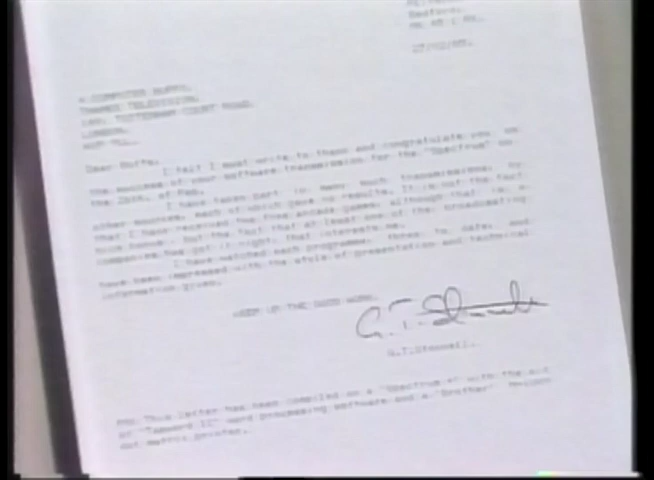 COMPUTER BUFFS,
THAMES TELEVISION,
TOTTENHAM COURT ROAD,
LONDON,
Dear Buffs,
I feel I must write to thank and congratulate you on
the success of your software transmission for the "Spectrum" on
the 25th. of Feb.
I have taken part in many such transmissions, by
other sources, each of which gave no results. It is not the fact
that I have received the free arcade game, although that is a
nice bonus, but the fact that at least one of the broadcasting
companies has got it right, that interests me.
I have watched each programme, three to date, and
have been impressed with the style of presentation and technical
information given.
KEEP UP THE GOOD WORK.
G.T.
This letter has been compiled on a "Spectrum +" with the aid
of "Tasword II" word processing software and a "Brother"
dot matrix printer.